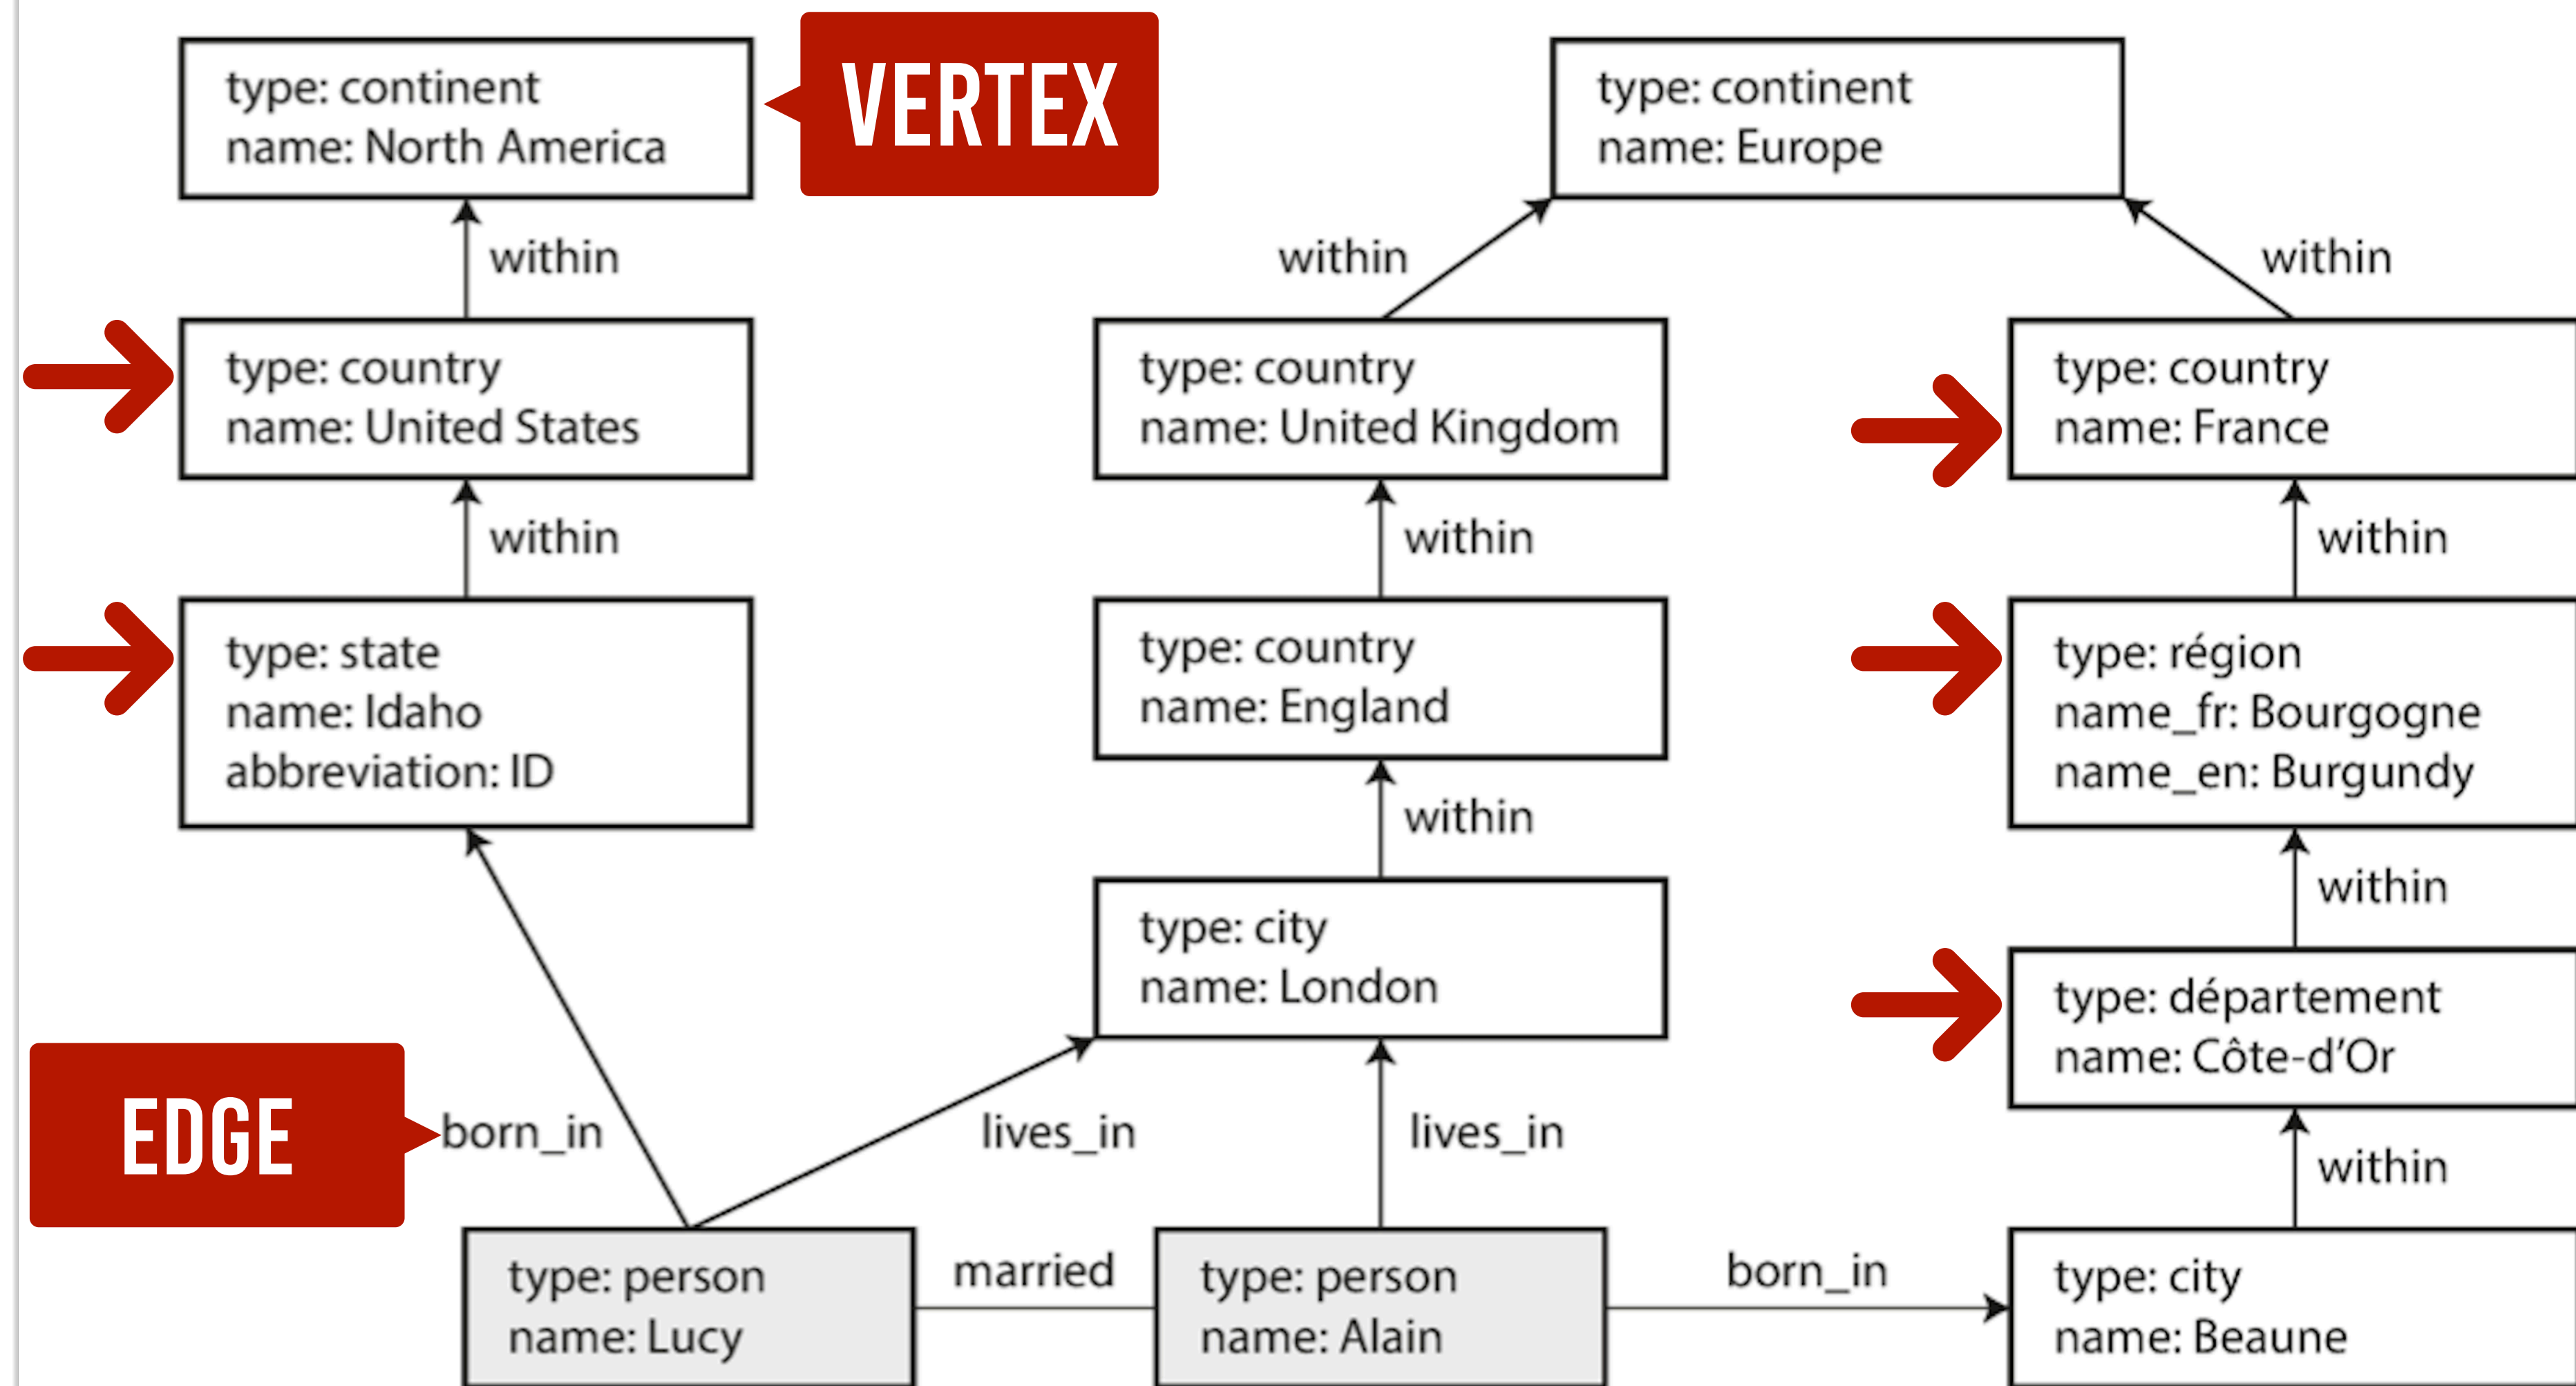 type: continent
name: North America
VERTEX
type: continent
name: Europe
within
within
within
type: country
name: United States
type: country
name: United Kingdom
type: country
name: France
within
within
within
type: state
name: Idaho
abbreviation: ID
type: country
name: England
type: région
name_fr: Bourgogne
name_en: Burgundy
within
within
type: city
name: London
type: département
name: Côte-d’Or
EDGE
born_in
lives_in
lives_in
within
type: person
name: Lucy
married
type: person
name: Alain
born_in
type: city
name: Beaune